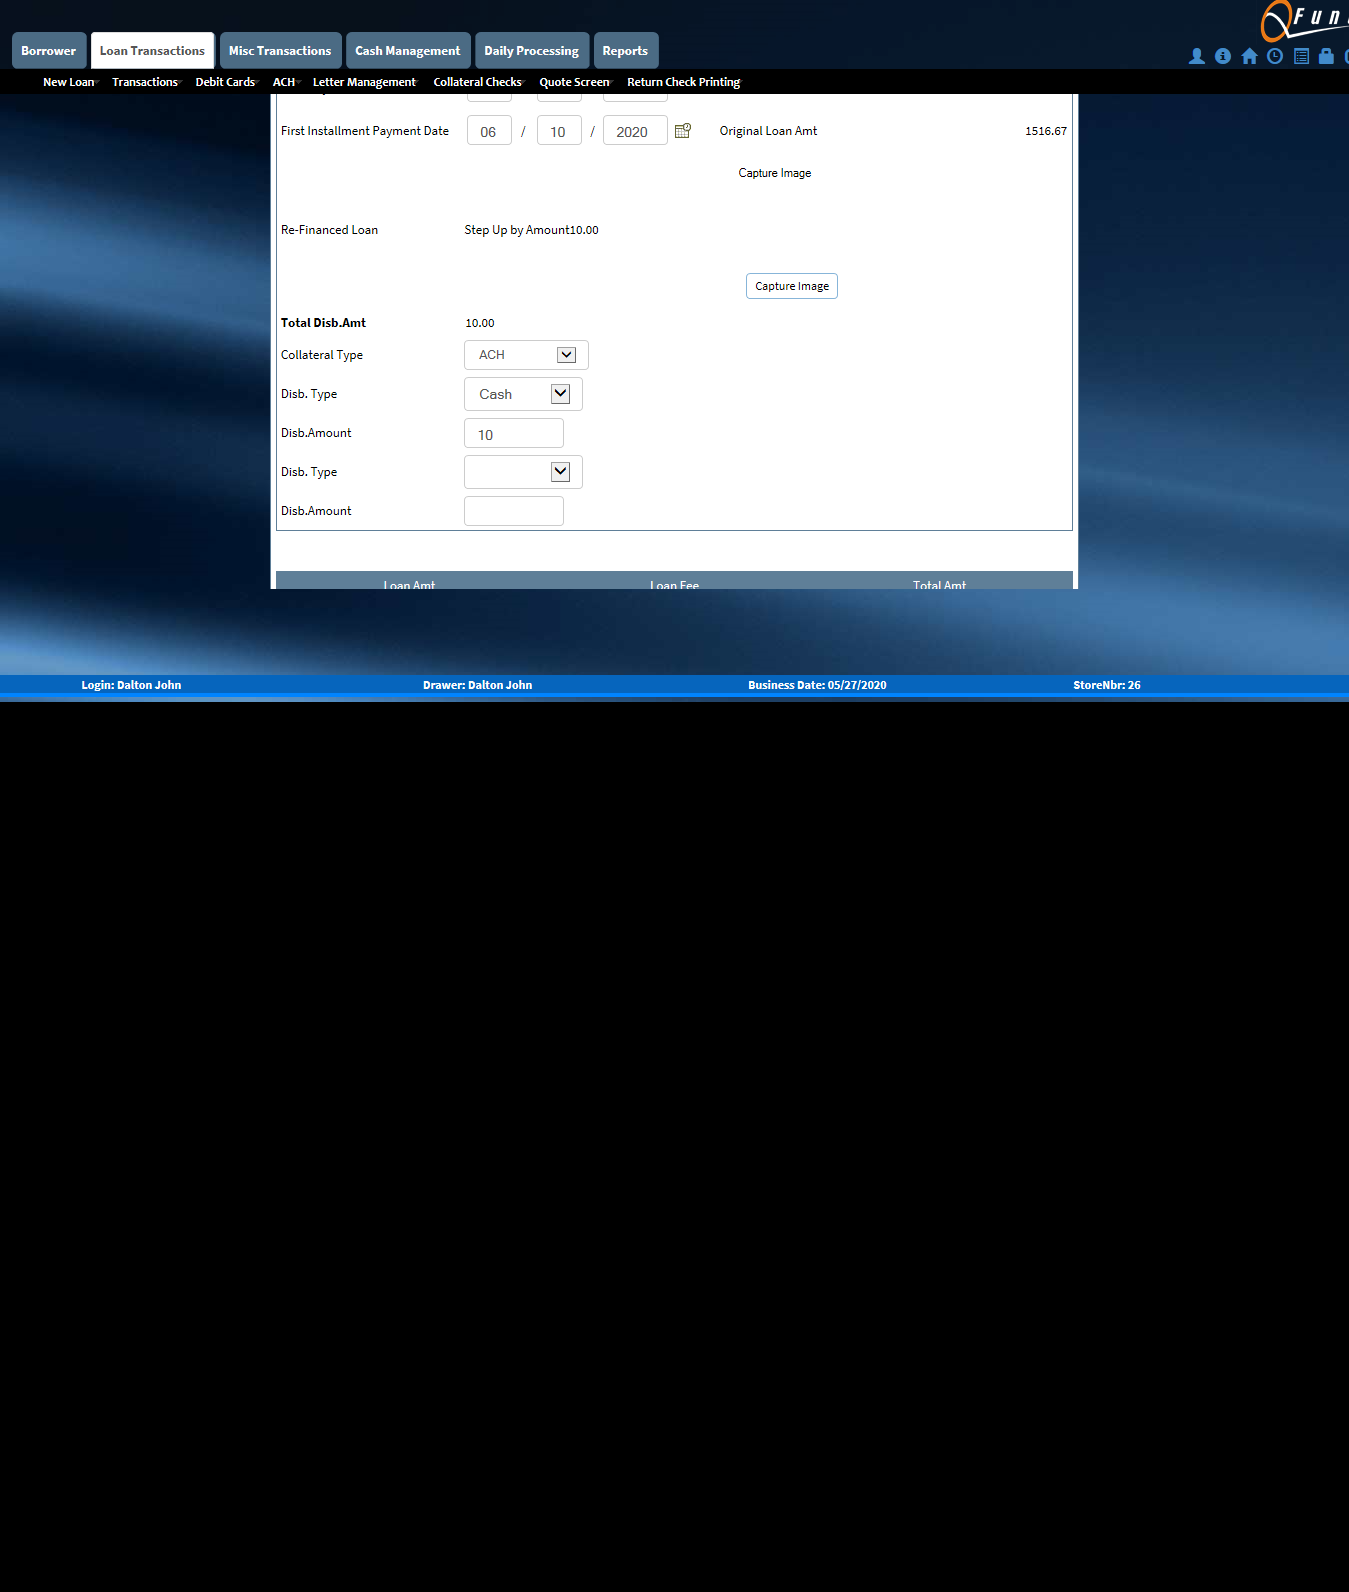 Fun
Borrower Loan Transactions Misc Transactions Cash Management Daily Processing Reports
New Loan Transactions Debit Cards ACH Letter Management Collateral Checks Quote Screen Return Check Printing
First Installment Payment Date 06 / 10 / 2020 Original Loan Amt 1516.67
Capture Image
Re-Financed Loan Step Up by Amount10.00
Capture Image
Total Disb.Amt 10.00
Collateral Type ACH
Disb. Type Cash
Disb.Amount 10
Disb. Type
Disb.Amount
Loan Amt Loan Fee Total Amt
Login: Dalton John Drawer: Dalton John Business Date: 05/27/2020 StoreNbr: 26